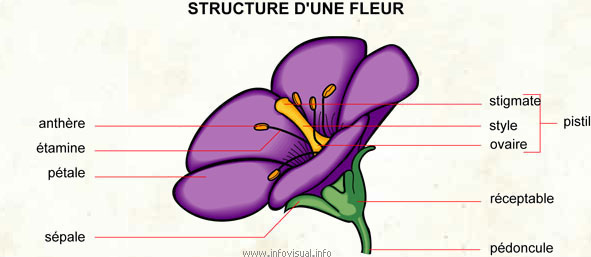 STRUCTURE D'UNE FLEUR
anthère
étamine
pétale
sépale
stigmate
style
ovaire
pistil
réceptable
pédoncule
www.infovisual.info